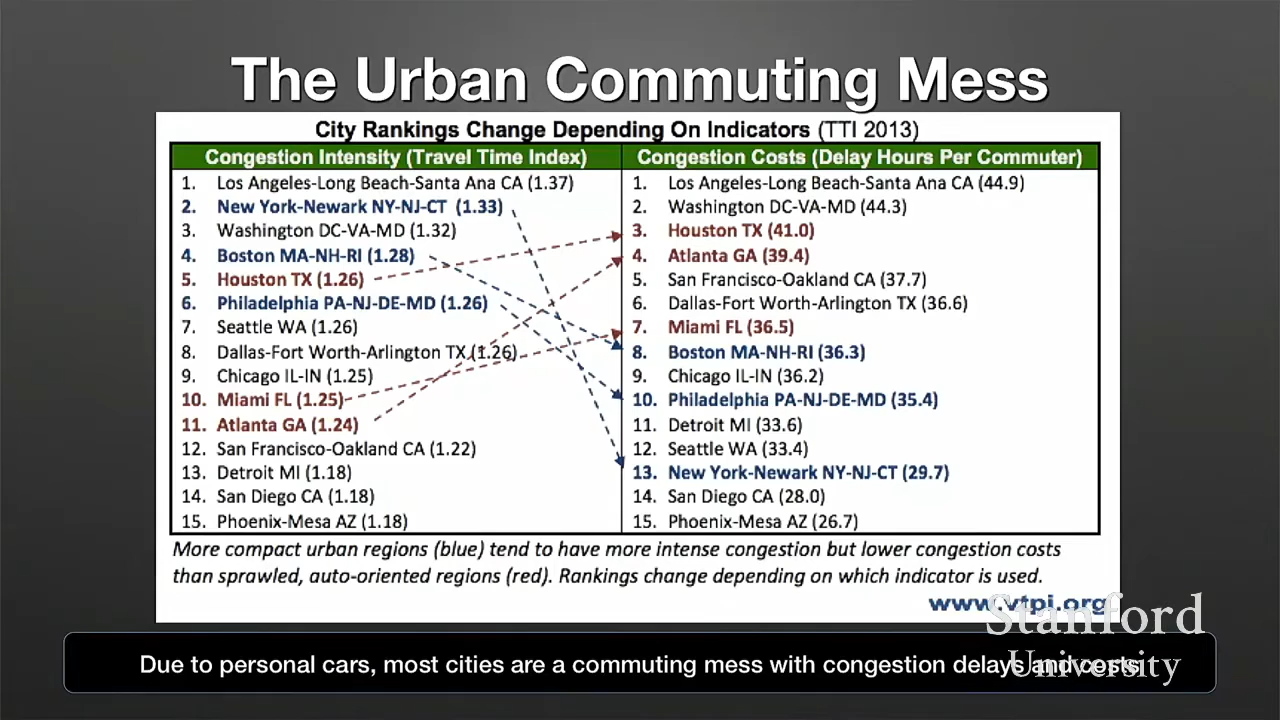 The Urban Commuting Mess
City Rankings Change Depending On Indicators (TTI 2013)
Congestion Intensity (Travel Time Index)
1. Los Angeles-Long Beach-Santa Ana CA (1.37)
2. New York-Newark NY-NJ-CT (1.33)
3. Washington DC-VA-MD (1.32)
4. Boston MA-NH-RI (1.28)
5. Houston TX (1.26)
6. Philadelphia PA-NJ-DE-MD (1.26)
7. Seattle WA (1.26)
8. Dallas-Fort Worth-Arlington TX (1.26)
9. Chicago IL-IN (1.25)
10. Miami FL (1.25)
11. Atlanta GA (1.24)
12. San Francisco-Oakland CA (1.22)
13. Detroit MI (1.18)
14. San Diego CA (1.18)
15. Phoenix-Mesa AZ (1.18)
Congestion Costs (Delay Hours Per Commuter)
1. Los Angeles-Long Beach-Santa Ana CA (44.9)
2. Washington DC-VA-MD (44.3)
3. Houston TX (41.0)
4. Atlanta GA (39.4)
5. San Francisco-Oakland CA (37.7)
6. Dallas-Fort Worth-Arlington TX (36.6)
7. Miami FL (36.5)
8. Boston MA-NH-RI (36.3)
9. Chicago IL-IN (36.2)
10. Philadelphia PA-NJ-DE-MD (35.4)
11. Detroit MI (33.6)
12. Seattle WA (33.4)
13. New York-Newark NY-NJ-CT (29.7)
14. San Diego CA (28.0)
15. Phoenix-Mesa AZ (26.7)
More compact urban regions (blue) tend to have more intense congestion but lower congestion costs
than sprawled, auto-oriented regions (red). Rankings change depending on which indicator is used.
www.vtpi.org
Due to personal cars, most cities are a commuting mess with congestion delays and costs
Stanford
University